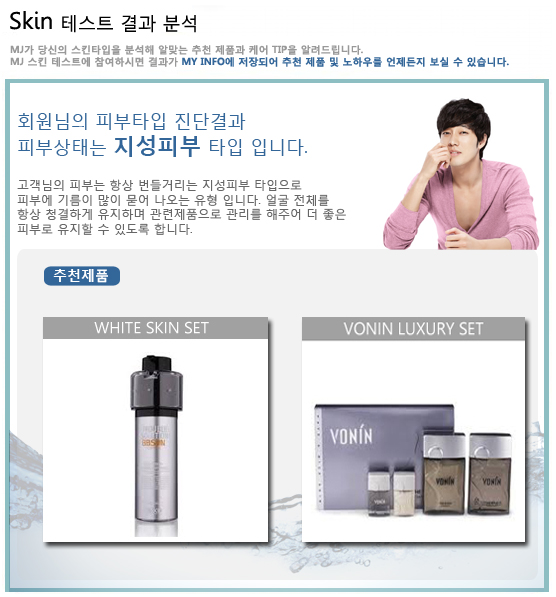 Skin 테스트 결과 분석
MJ가 당신의 스킨타입을 분석해 알맞는 추천 제품과 케어 TIP을 알려드립니다.
MJ 스킨 테스트에 참여하시면 결과가 MY INFO에 저장되어 추천 제품 및 노하우를 언제든지 보실 수 있습니다.
회원님의 피부타입 진단결과
피부상태는 지성피부 타입 입니다.
고객님의 피부는 항상 번들거리는 지성피부 타입으로
피부에 기름이 많이 묻어 나오는 유형 입니다. 얼굴 전체를
항상 청결하게 유지하며 관련제품으로 관리를 해주어 더 좋은
피부로 유지할 수 있도록 합니다.
추천제품
WHITE SKIN SET
VONIN LUXURY SET
VONÍN
VONÍN
VONÍN